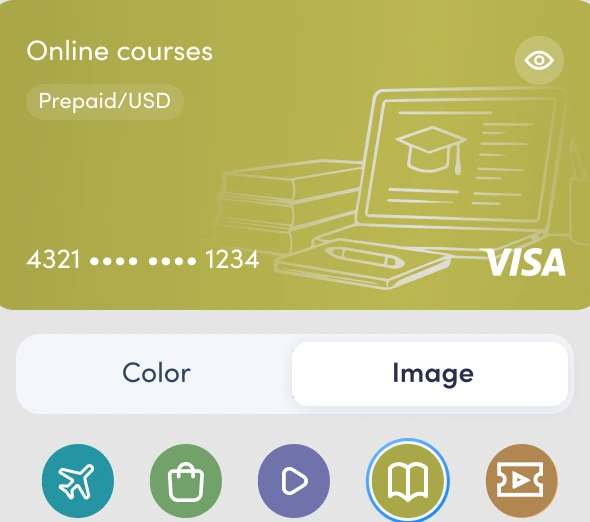 Online courses
Prepaid/USD
4321 •••• •••• 1234
VISA
Color
Image